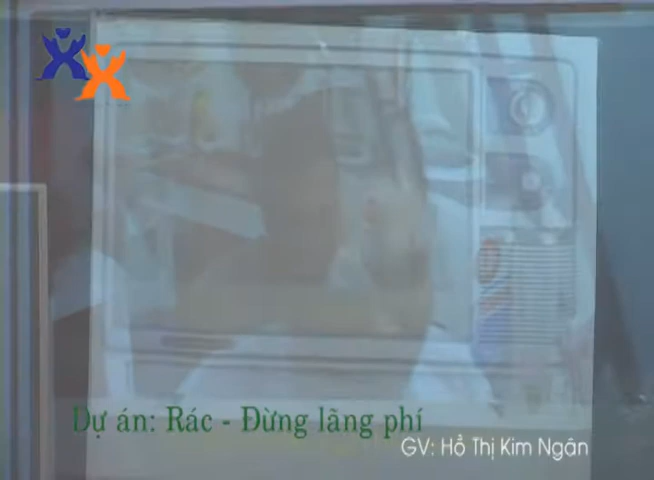 Dự án: Rác - Đừng lãng phí
GV: Hồ Thị Kim Ngân